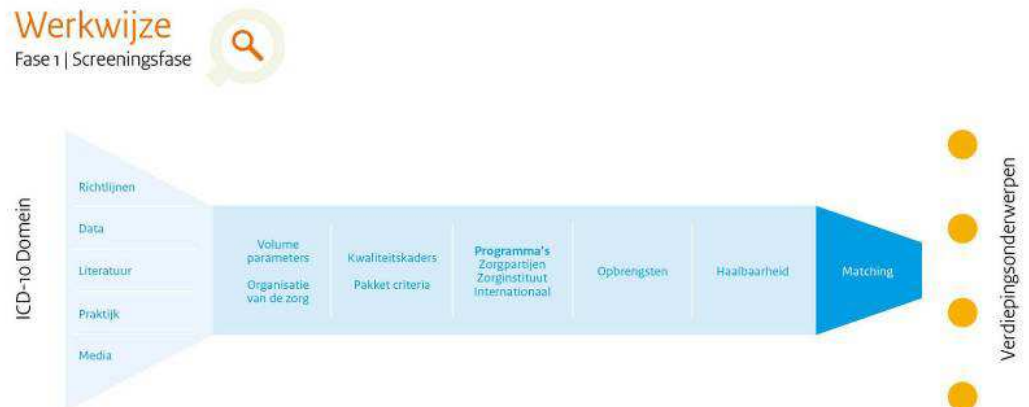 Werkwijze
Fase 1 | Screeningsfase
ICD-10 Domein
Richtlijnen
Data
Literatuur
Praktijk
Media
Volume
parameters
Organisatie
van de zorg
Kwaliteitskaders
Pakket criteria
Programma's
Zorgpartijen
Zorginstituut
Internationaal
Opbrengsten
Haalbaarheid
Matching
Verdiepingsonderwerpen